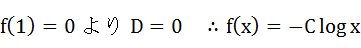 f(1) = 0 より D = 0　∴ f(x) = −C log x